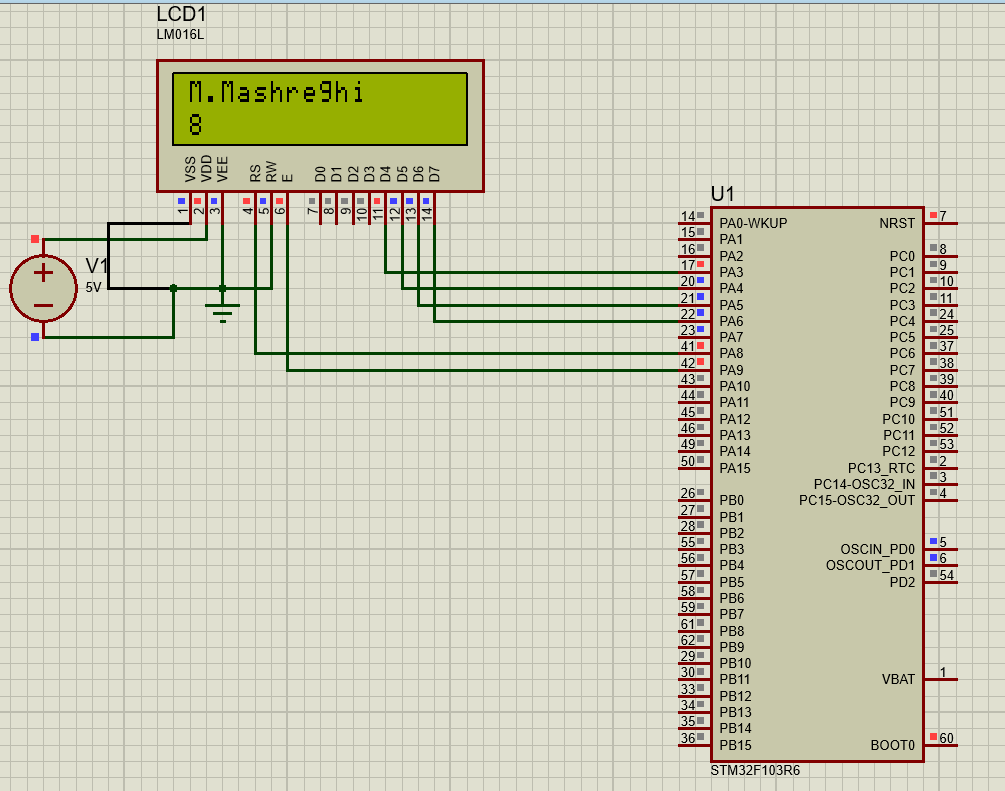 LCD1
LM016L
M.Mashreghi
8
VSS VDD VEE RS RW E D0 D1 D2 D3 D4 D5 D6 D7
1 2 3 4 5 6 7 8 9 10 11 12 13 14
V1
5V
U1
14 PA0-WKUP NRST 7
15 PA1
16 PA2 PC0 8
17 PA3 PC1 9
20 PA4 PC2 10
21 PA5 PC3 11
22 PA6 PC4 24
23 PA7 PC5 25
41 PA8 PC6 37
42 PA9 PC7 38
43 PA10 PC8 39
44 PA11 PC9 40
45 PA12 PC10 51
46 PA13 PC11 52
49 PA14 PC12 53
50 PA15 PC13_RTC 2
PC14-OSC32_IN 3
26 PB0 PC15-OSC32_OUT 4
27 PB1
28 PB2
55 PB3 OSCIN_PD0 5
56 PB4 OSCOUT_PD1 6
57 PB5 PD2 54
58 PB6
59 PB7
61 PB8
62 PB9
29 PB10
30 PB11 VBAT 1
33 PB12
34 PB13
35 PB14
36 PB15 BOOT0 60
STM32F103R6